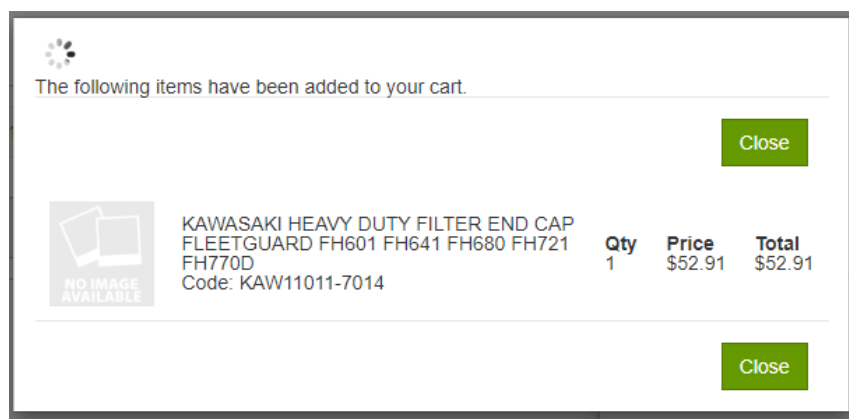 The following items have been added to your cart.
Close
NO IMAGE
AVAILABLE
KAWASAKI HEAVY DUTY FILTER END CAP
FLEETGUARD FH601 FH641 FH680 FH721
FH770D
Code: KAW11011-7014
Qty Price Total
1 $52.91 $52.91
Close